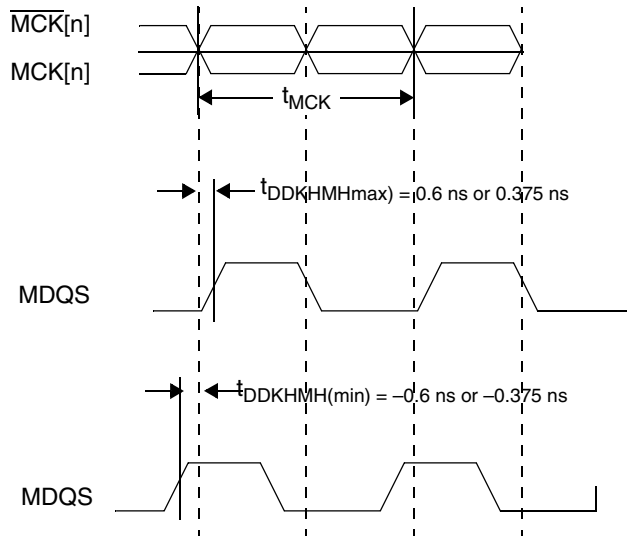 M̅C̅K̅[n]
MCK[n]
tMCK
tDDKHMHmax) = 0.6 ns or 0.375 ns
MDQS
tDDKHMH(min) = –0.6 ns or –0.375 ns
MDQS